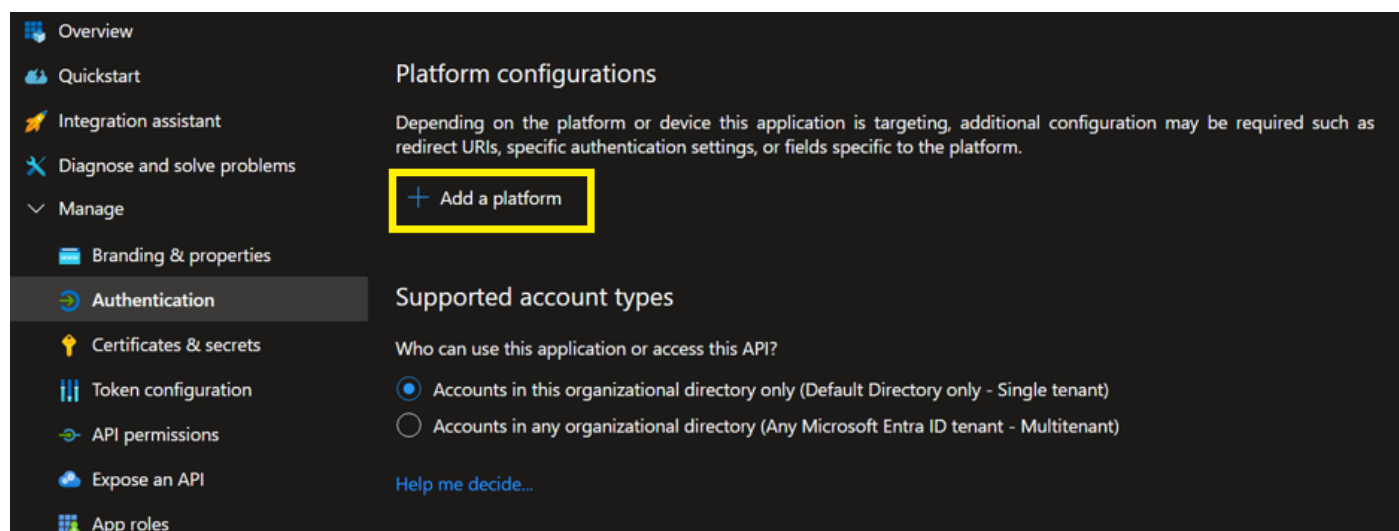 Overview
Quickstart
Integration assistant
Diagnose and solve problems
Manage
Branding & properties
Authentication
Certificates & secrets
Token configuration
API permissions
Expose an API
App roles
Platform configurations
Depending on the platform or device this application is targeting, additional configuration may be required such as
redirect URIs, specific authentication settings, or fields specific to the platform.
Add a platform
Supported account types
Who can use this application or access this API?
Accounts in this organizational directory only (Default Directory only - Single tenant)
Accounts in any organizational directory (Any Microsoft Entra ID tenant - Multitenant)
Help me decide...